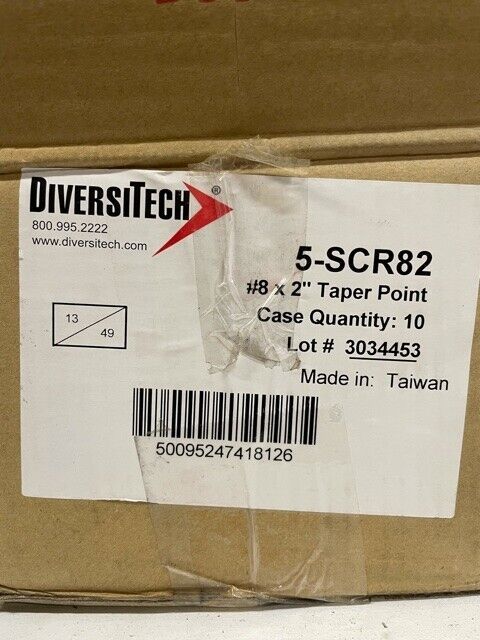 DIVERSITECH®
800.995.2222
www.diversitech.com
5-SCR82
#8 x 2" Taper Point
Case Quantity: 10
Lot # 3034453
Made in: Taiwan
13
49
50095247418126